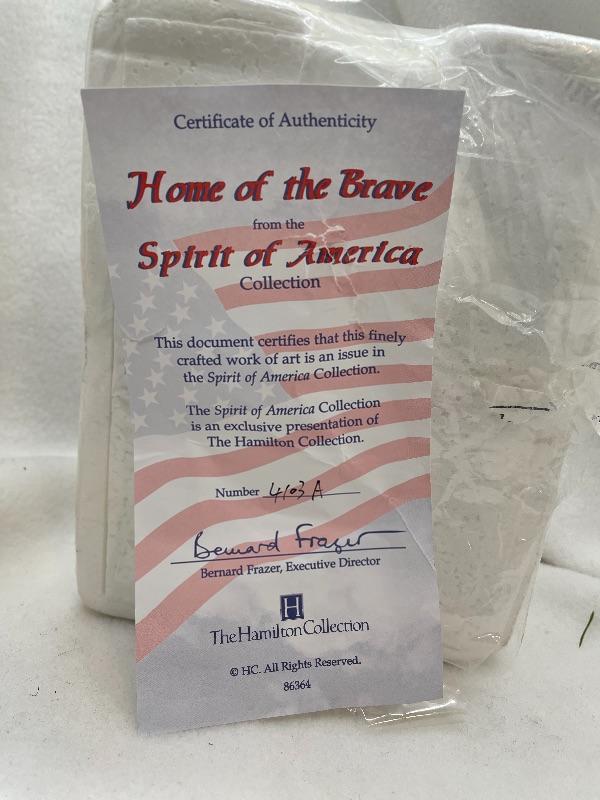 Certificate of Authenticity
Home of the Brave
from the
Spirit of America
Collection
This document certifies that this finely
crafted work of art is an issue in
the Spirit of America Collection.
The Spirit of America Collection
is an exclusive presentation of
The Hamilton Collection.
Number 4103 A
Bernard Frazer
Bernard Frazer, Executive Director
H
The Hamilton Collection
© HC. All Rights Reserved.
86364